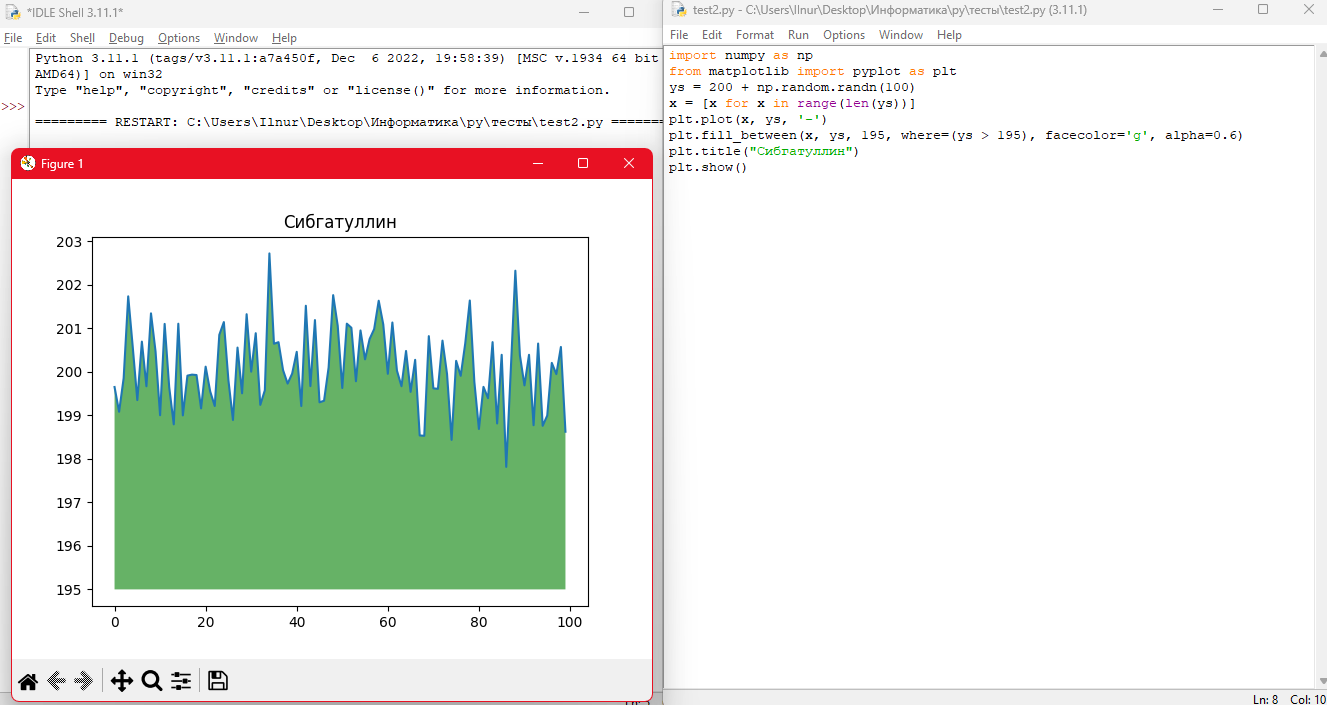 *IDLE Shell 3.11.1*
File Edit Shell Debug Options Window Help
Python 3.11.1 (tags/v3.11.1:a7a450f, Dec  6 2022, 19:58:39) [MSC v.1934 64 bit
AMD64)] on win32
Type "help", "copyright", "credits" or "license()" for more information.
>>>
========= RESTART: C:\Users\Ilnur\Desktop\Информатика\py\тесты\test2.py =======
Figure 1
Сибгатуллин
203
202
201
200
199
198
197
196
195
0 20 40 60 80 100
test2.py - C:\Users\Ilnur\Desktop\Информатика\py\тесты\test2.py (3.11.1)
File Edit Format Run Options Window Help
import numpy as np
from matplotlib import pyplot as plt
ys = 200 + np.random.randn(100)
x = [x for x in range(len(ys))]
plt.plot(x, ys, '-')
plt.fill_between(x, ys, 195, where=(ys > 195), facecolor='g', alpha=0.6)
plt.title("Сибгатуллин")
plt.show()
Ln: 8 Col: 10